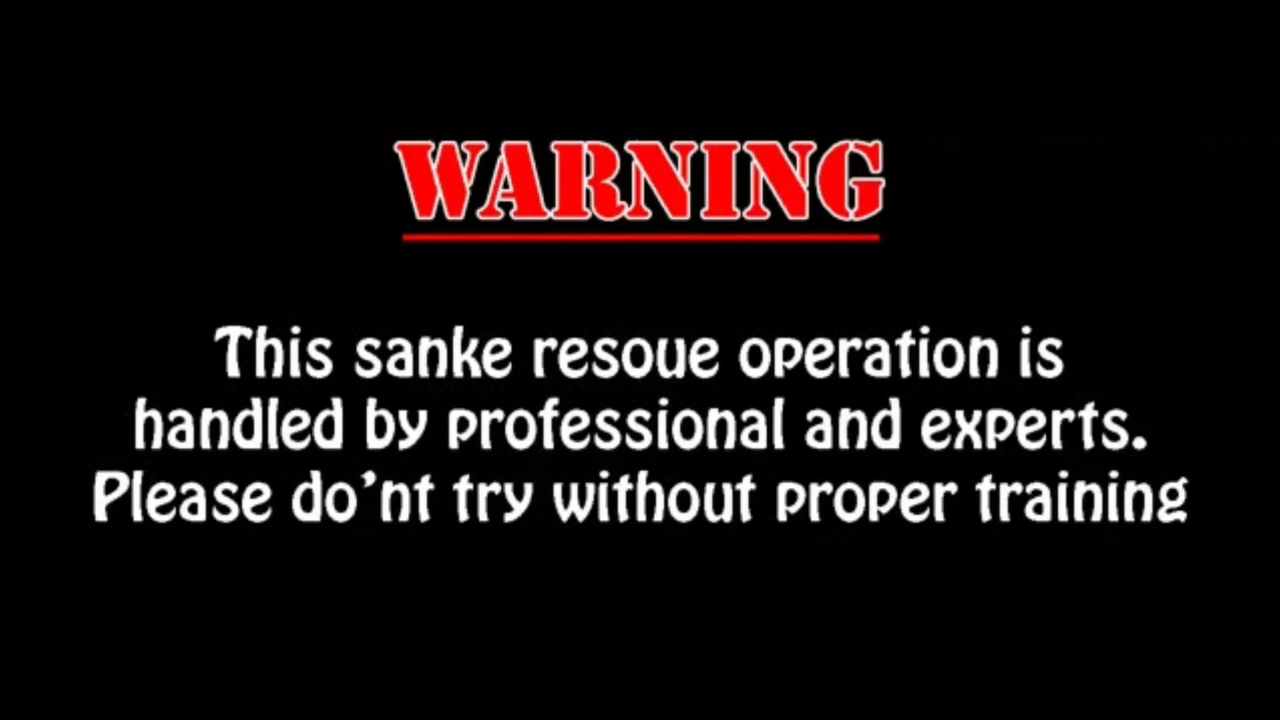 WARNING
This sanke resoue operation is
handled by professional and experts.
Please do'nt try without proper training